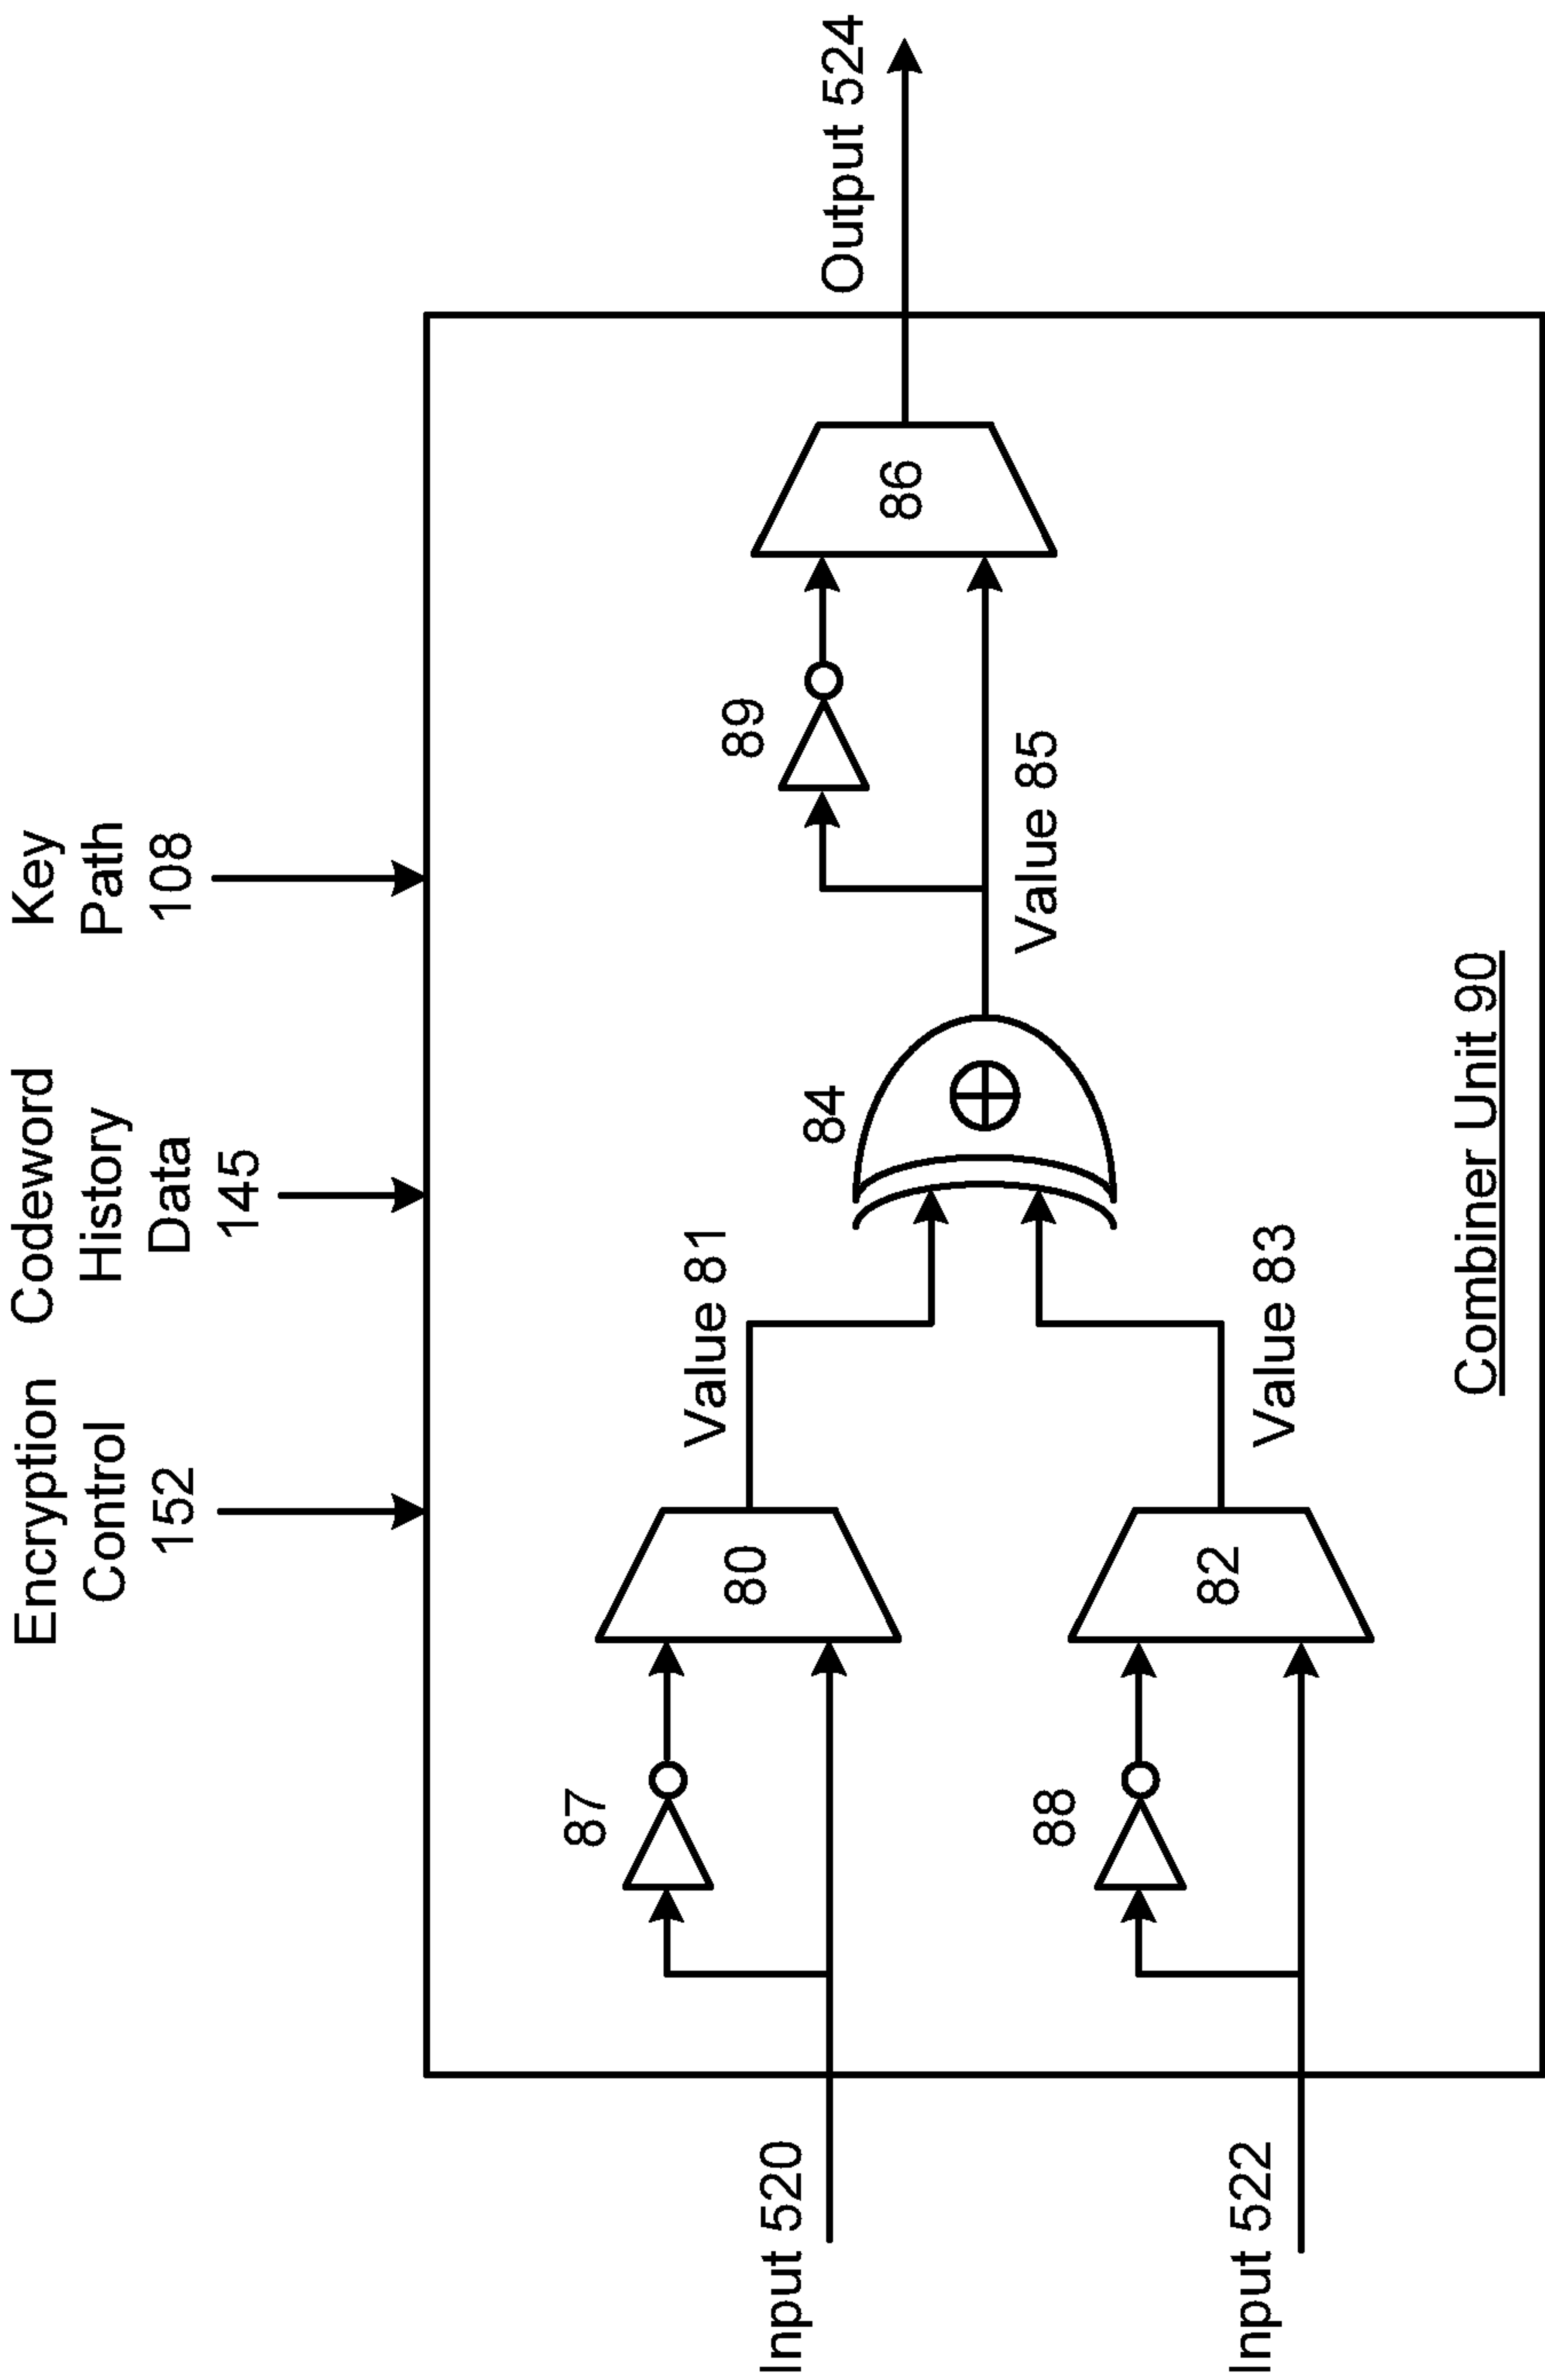 Encryption
Control
152
Codeword
History
Data
145
Key
Path
108
Input 520
87
80
Value 81
84
89
86
Output 524
Value 85
Input 522
88
82
Value 83
Combiner Unit 90